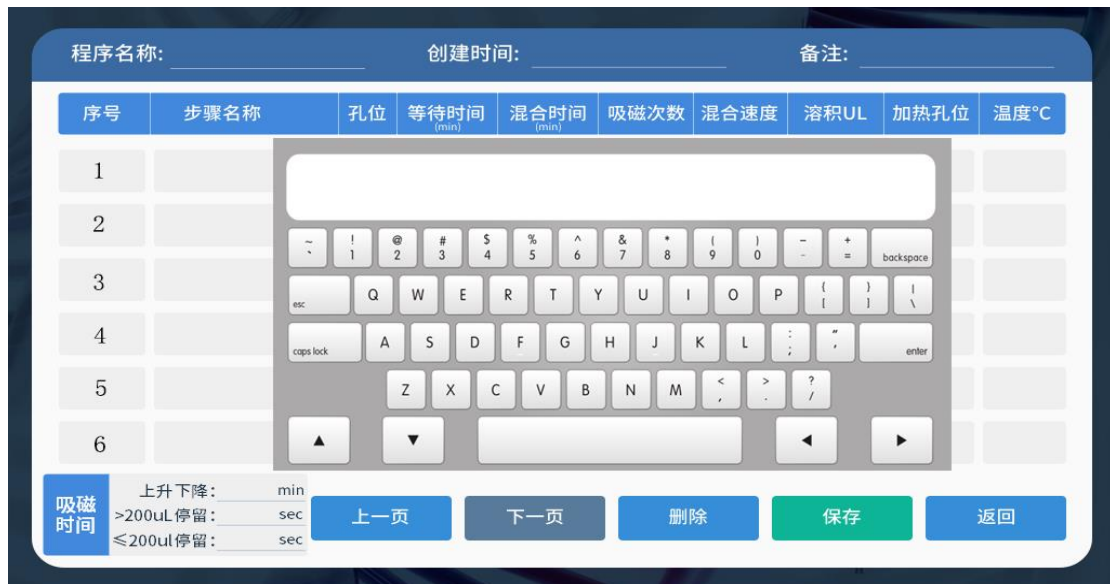 程序名称: 创建时间: 备注:
序号 步骤名称 孔位 等待时间(min) 混合时间(min) 吸磁次数 混合速度 溶积UL 加热孔位 温度°C
1
2
~ ! @ # $ % ^ & * ( ) – +
` 1 2 3 4 5 6 7 8 9 0 - = backspace
3
esc Q W E R T Y U I O P { [ } ] | \
4
caps lock A S D F G H J K L : ; " ' enter
5
Z X C V B N M < , > . ? /
6
▲ ▼ ◀ ▶
吸磁时间
上升下降: min
>200uL停留: sec
≤200ul停留: sec
上一页 下一页 删除 保存 返回